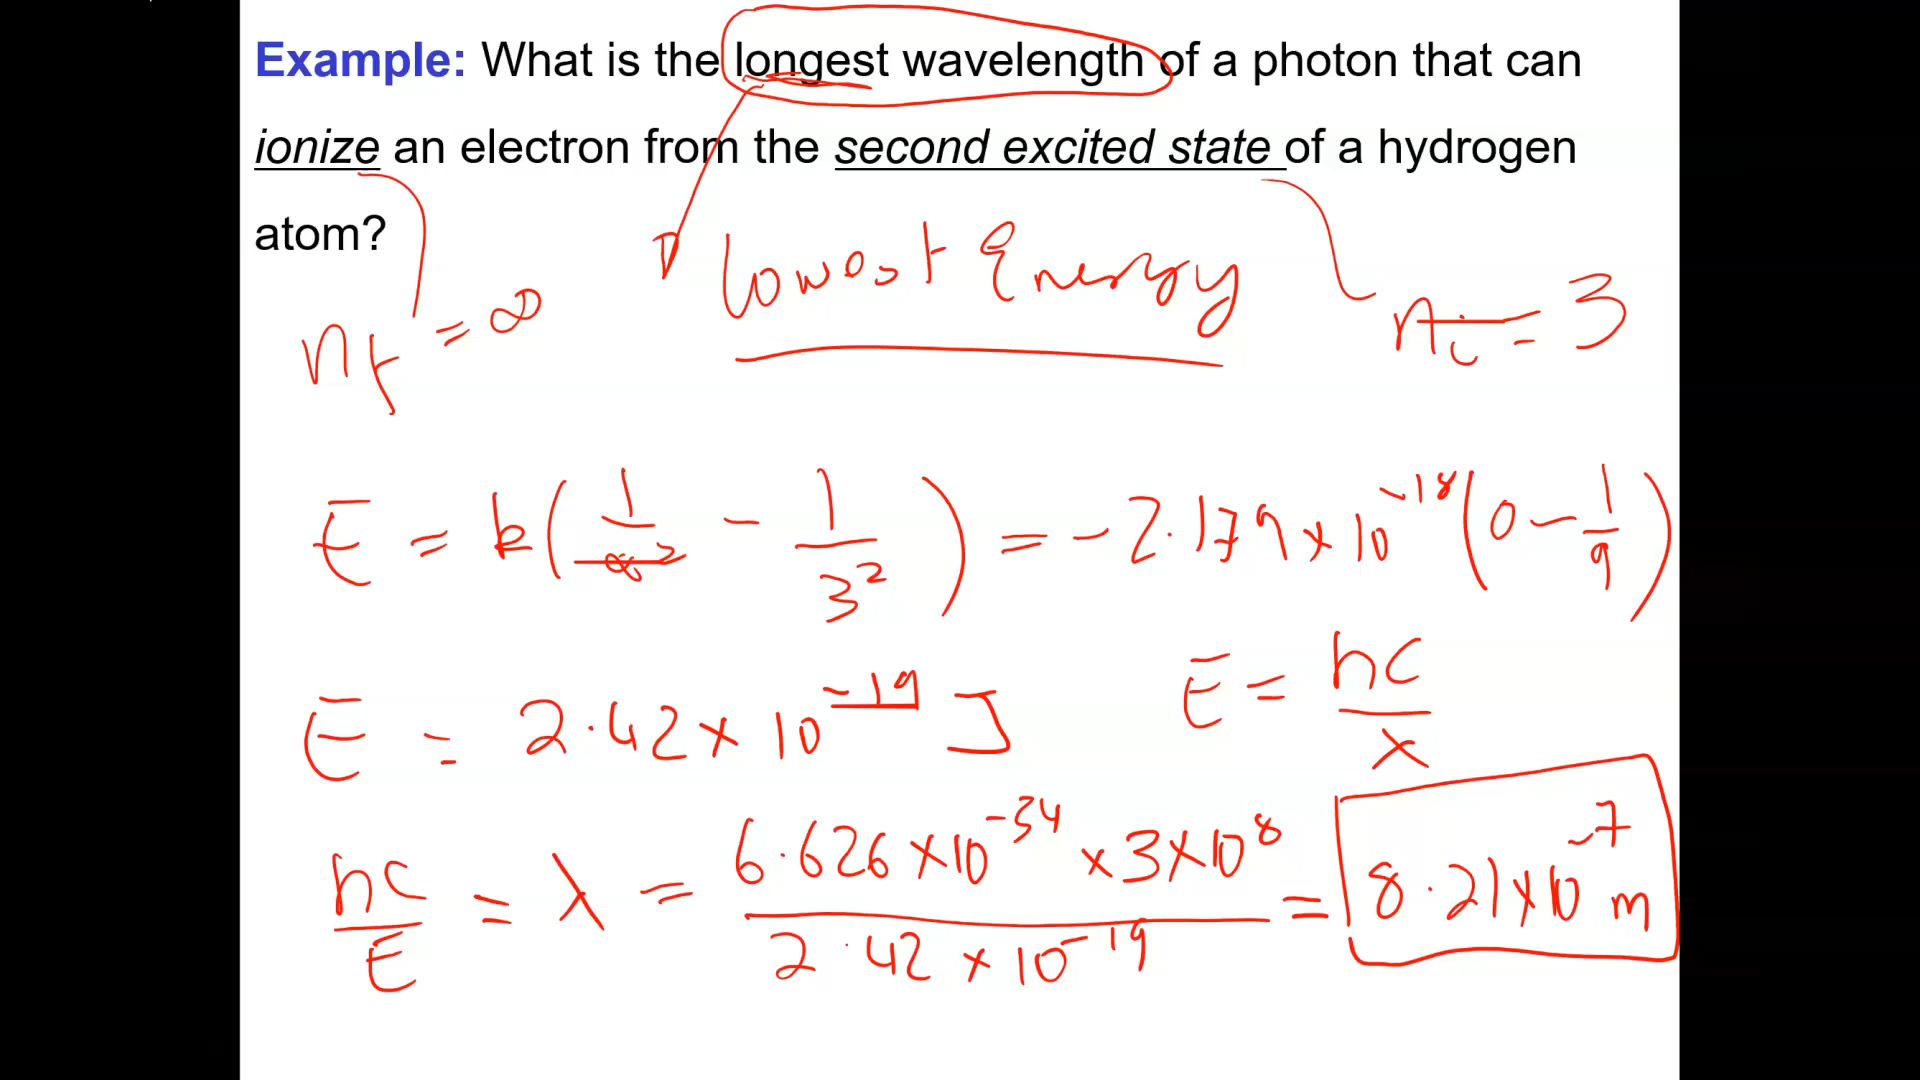 Example: What is the longest wavelength of a photon that can
ionize an electron from the second excited state of a hydrogen
atom?
nf = ∞
Lowest Energy
ni = 3
E = k(1/∞² − 1/3²) = −2.179 × 10⁻¹⁸ (0 − 1/9)
E = 2.42 × 10⁻¹⁹ J
E = hc/λ
hc/E = λ = 6.626 × 10⁻³⁴ × 3 × 10⁸ / 2.42 × 10⁻¹⁹ = 8.21 × 10⁻⁷ m